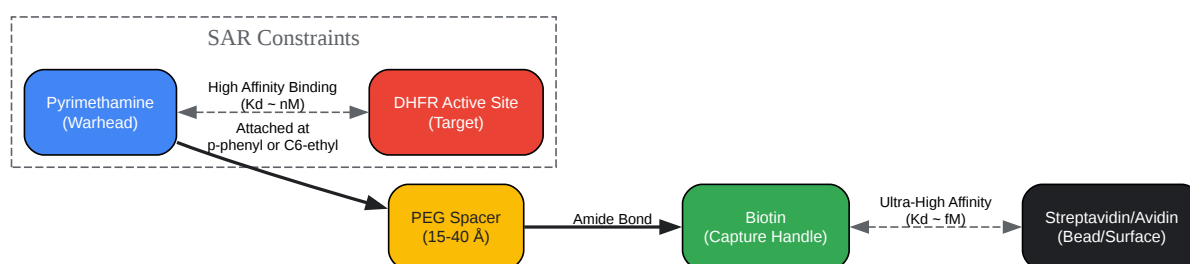 SAR Constraints
Pyrimethamine
(Warhead)
High Affinity Binding
(Kd ~ nM)
DHFR Active Site
(Target)
Attached at
p-phenyl or C6-ethyl
PEG Spacer
(15-40 Å)
Amide Bond
Biotin
(Capture Handle)
Ultra-High Affinity
(Kd ~ fM)
Streptavidin/Avidin
(Bead/Surface)